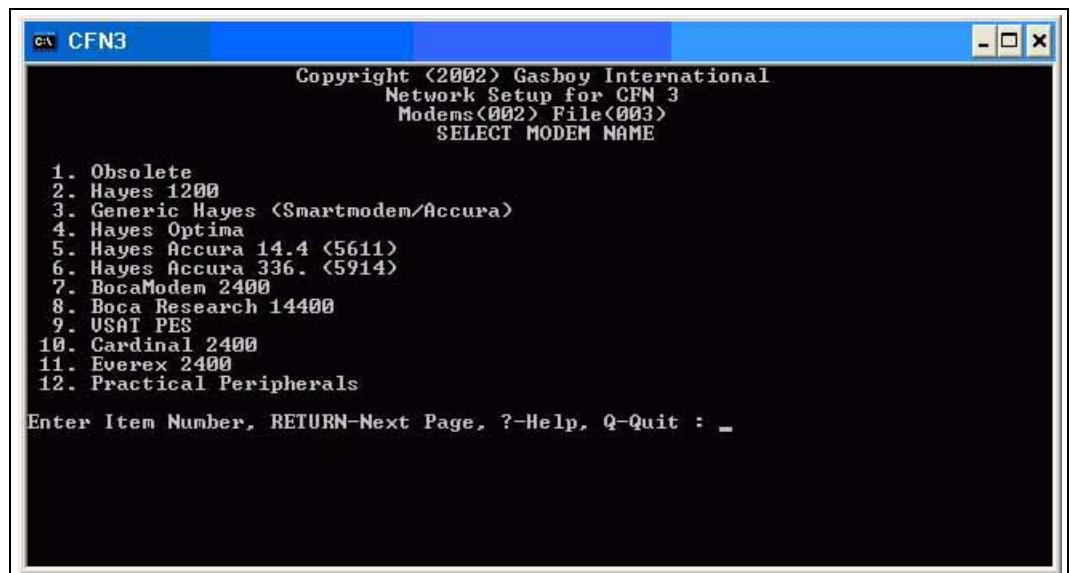 CFN3
Copyright (2002) Gasboy International
Network Setup for CFN 3
Modems(002) File(003)
SELECT MODEM NAME
1. Obsolete
2. Hayes 1200
3. Generic Hayes (Smartmodem/Accura)
4. Hayes Optima
5. Hayes Accura 14.4 (5611)
6. Hayes Accura 336. (5914)
7. BocaModem 2400
8. Boca Research 14400
9. VSAT PES
10. Cardinal 2400
11. Everex 2400
12. Practical Peripherals
Enter Item Number, RETURN-Next Page, ?-Help, Q-Quit : _